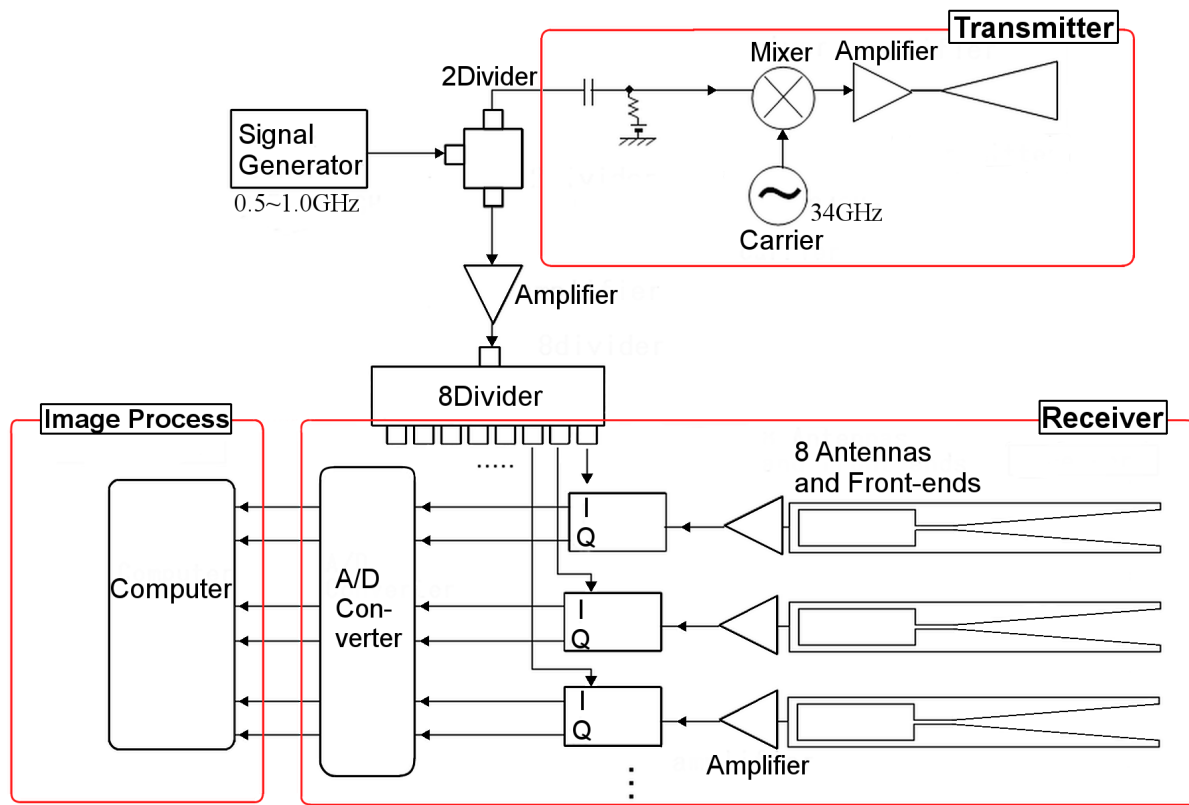 Transmitter
Mixer
Amplifier
2Divider
Signal
Generator
0.5~1.0GHz
34GHz
Carrier
Amplifier
8Divider
Image Process
Receiver
8 Antennas
and Front-ends
.....
I
Q
Computer
A/D
Con-
verter
I
Q
I
Q
Amplifier